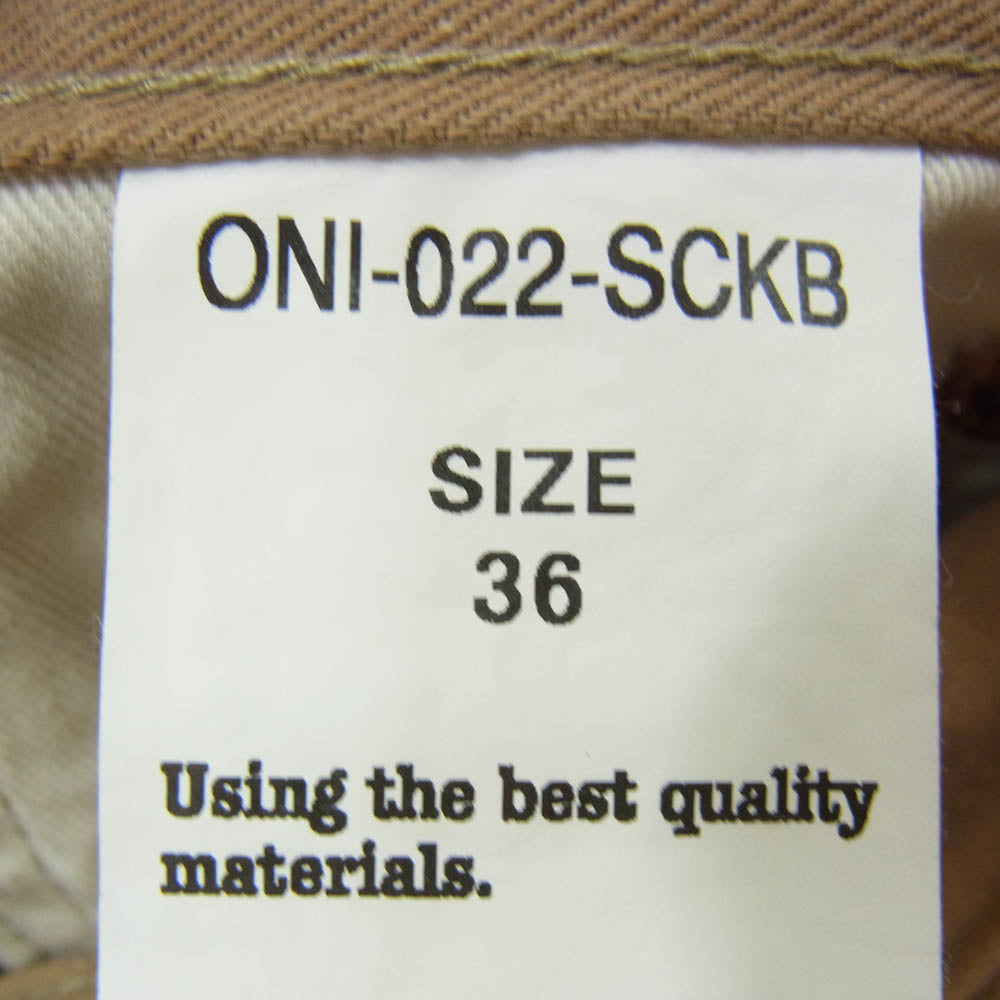 ONI-022-SCKB
SIZE
36
Using the best quality
materials.